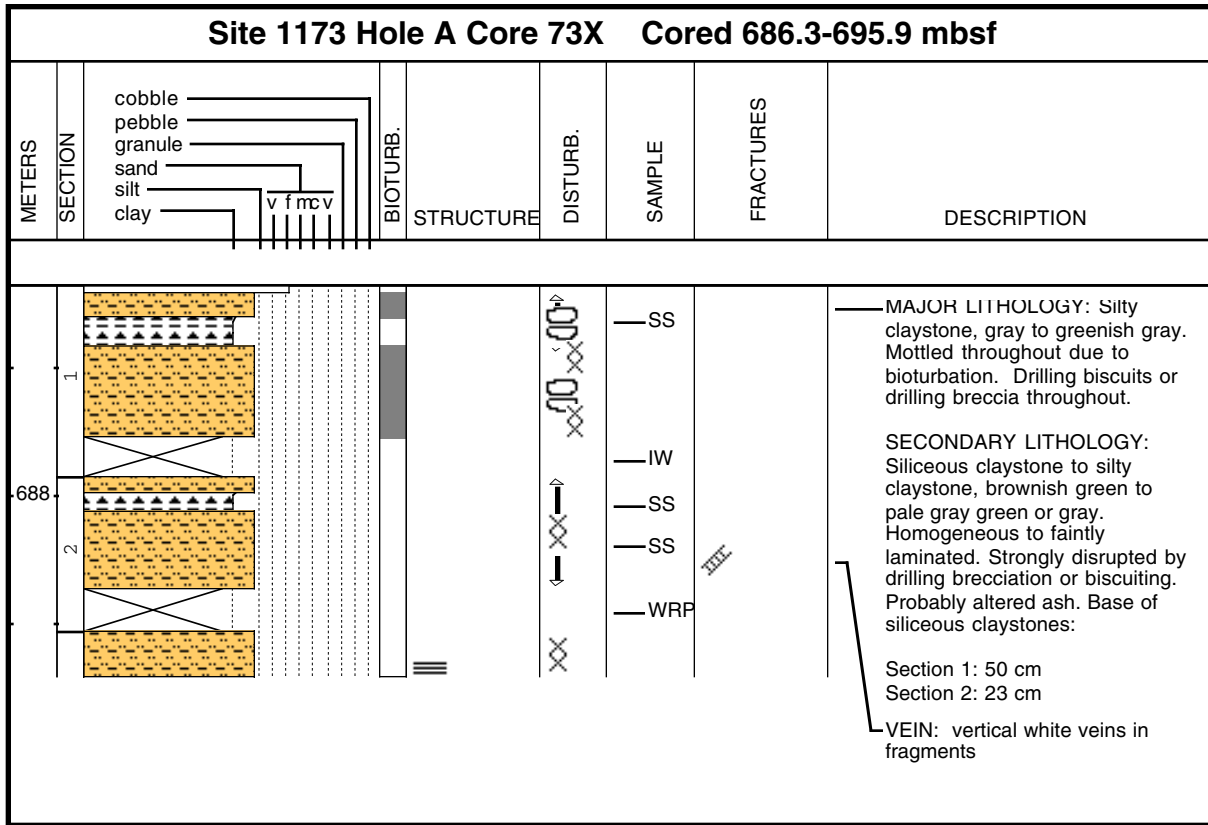 Site 1173 Hole A Core 73X Cored 686.3-695.9 mbsf
METERS
SECTION
cobble
pebble
granule
sand
silt
clay
v f m c v
BIOTURB.
STRUCTURE
DISTURB.
SAMPLE
FRACTURES
DESCRIPTION
1
688
2
SS
IW
SS
SS
WRP
MAJOR LITHOLOGY: Silty
claystone, gray to greenish gray.
Mottled throughout due to
bioturbation. Drilling biscuits or
drilling breccia throughout.
SECONDARY LITHOLOGY:
Siliceous claystone to silty
claystone, brownish green to
pale gray green or gray.
Homogeneous to faintly
laminated. Strongly disrupted by
drilling brecciation or biscuiting.
Probably altered ash. Base of
siliceous claystones:
Section 1: 50 cm
Section 2: 23 cm
VEIN: vertical white veins in
fragments